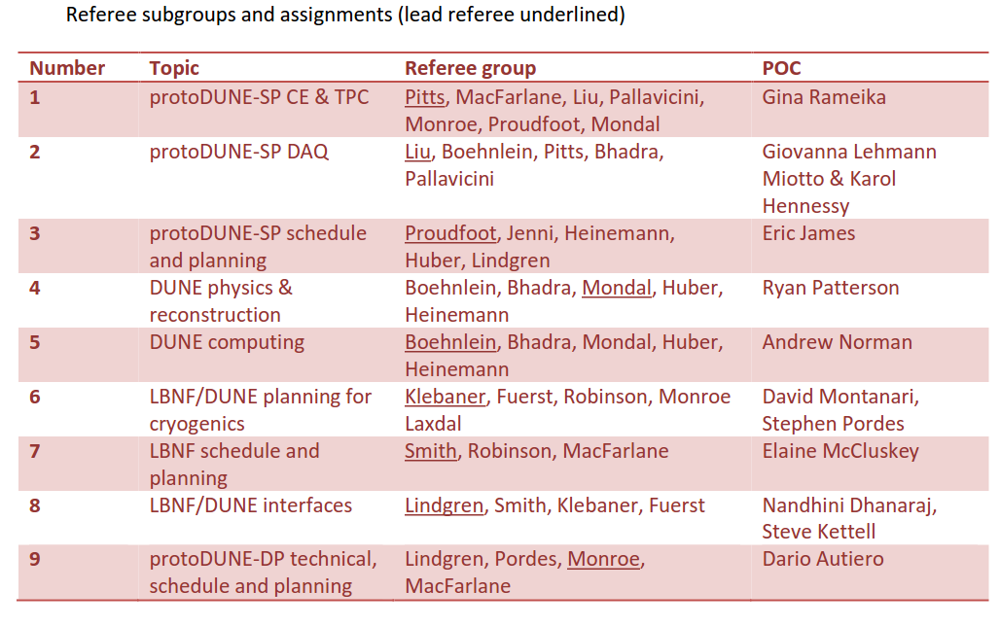 Referee subgroups and assignments (lead referee underlined)
Number Topic Referee group POC
1 protoDUNE-SP CE & TPC Pitts, MacFarlane, Liu, Pallavicini, Gina Rameika
Monroe, Proudfoot, Mondal
2 protoDUNE-SP DAQ Liu, Boehnlein, Pitts, Bhadra, Giovanna Lehmann
Pallavicini Miotto & Karol
Hennessy
3 protoDUNE-SP schedule Proudfoot, Jenni, Heinemann, Eric James
and planning Huber, Lindgren
4 DUNE physics & Boehnlein, Bhadra, Mondal, Huber, Ryan Patterson
reconstruction Heinemann
5 DUNE computing Boehnlein, Bhadra, Mondal, Huber, Andrew Norman
Heinemann
6 LBNF/DUNE planning for Klebaner, Fuerst, Robinson, Monroe David Montanari,
cryogenics Laxdal Stephen Pordes
7 LBNF schedule and Smith, Robinson, MacFarlane Elaine McCluskey
planning
8 LBNF/DUNE interfaces Lindgren, Smith, Klebaner, Fuerst Nandhini Dhanaraj,
Steve Kettell
9 protoDUNE-DP technical, Lindgren, Pordes, Monroe, Dario Autiero
schedule and planning MacFarlane